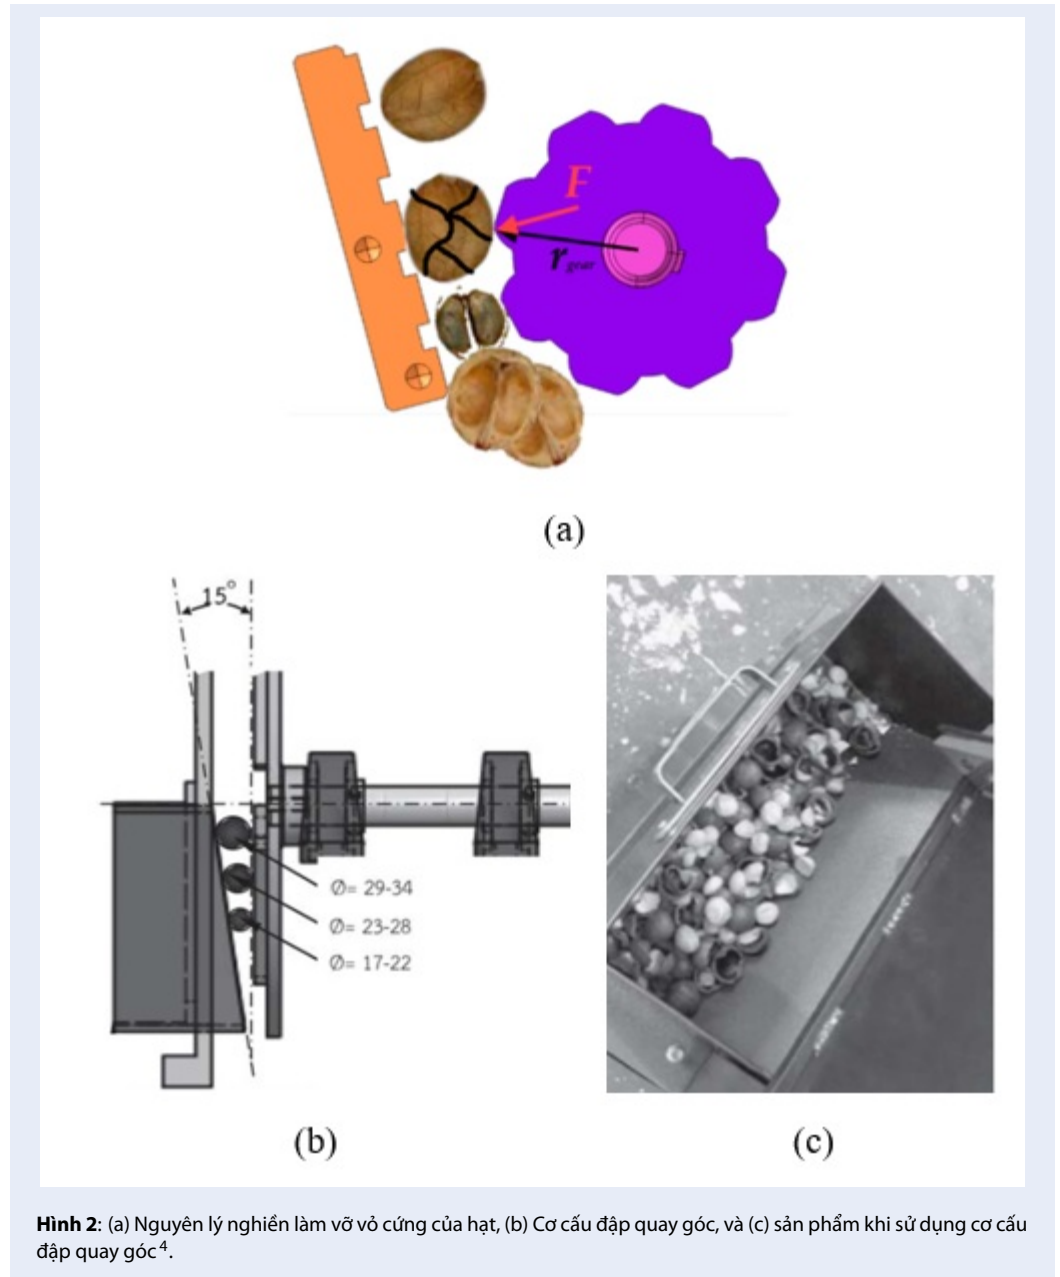 F
r gear
(a)
15°
Ø= 29-34
Ø= 23-28
Ø= 17-22
(b)
(c)
Hình 2: (a) Nguyên lý nghiền làm vỡ vỏ cứng của hạt, (b) Cơ cấu đập quay góc, và (c) sản phẩm khi sử dụng cơ cấu
đập quay góc 4.